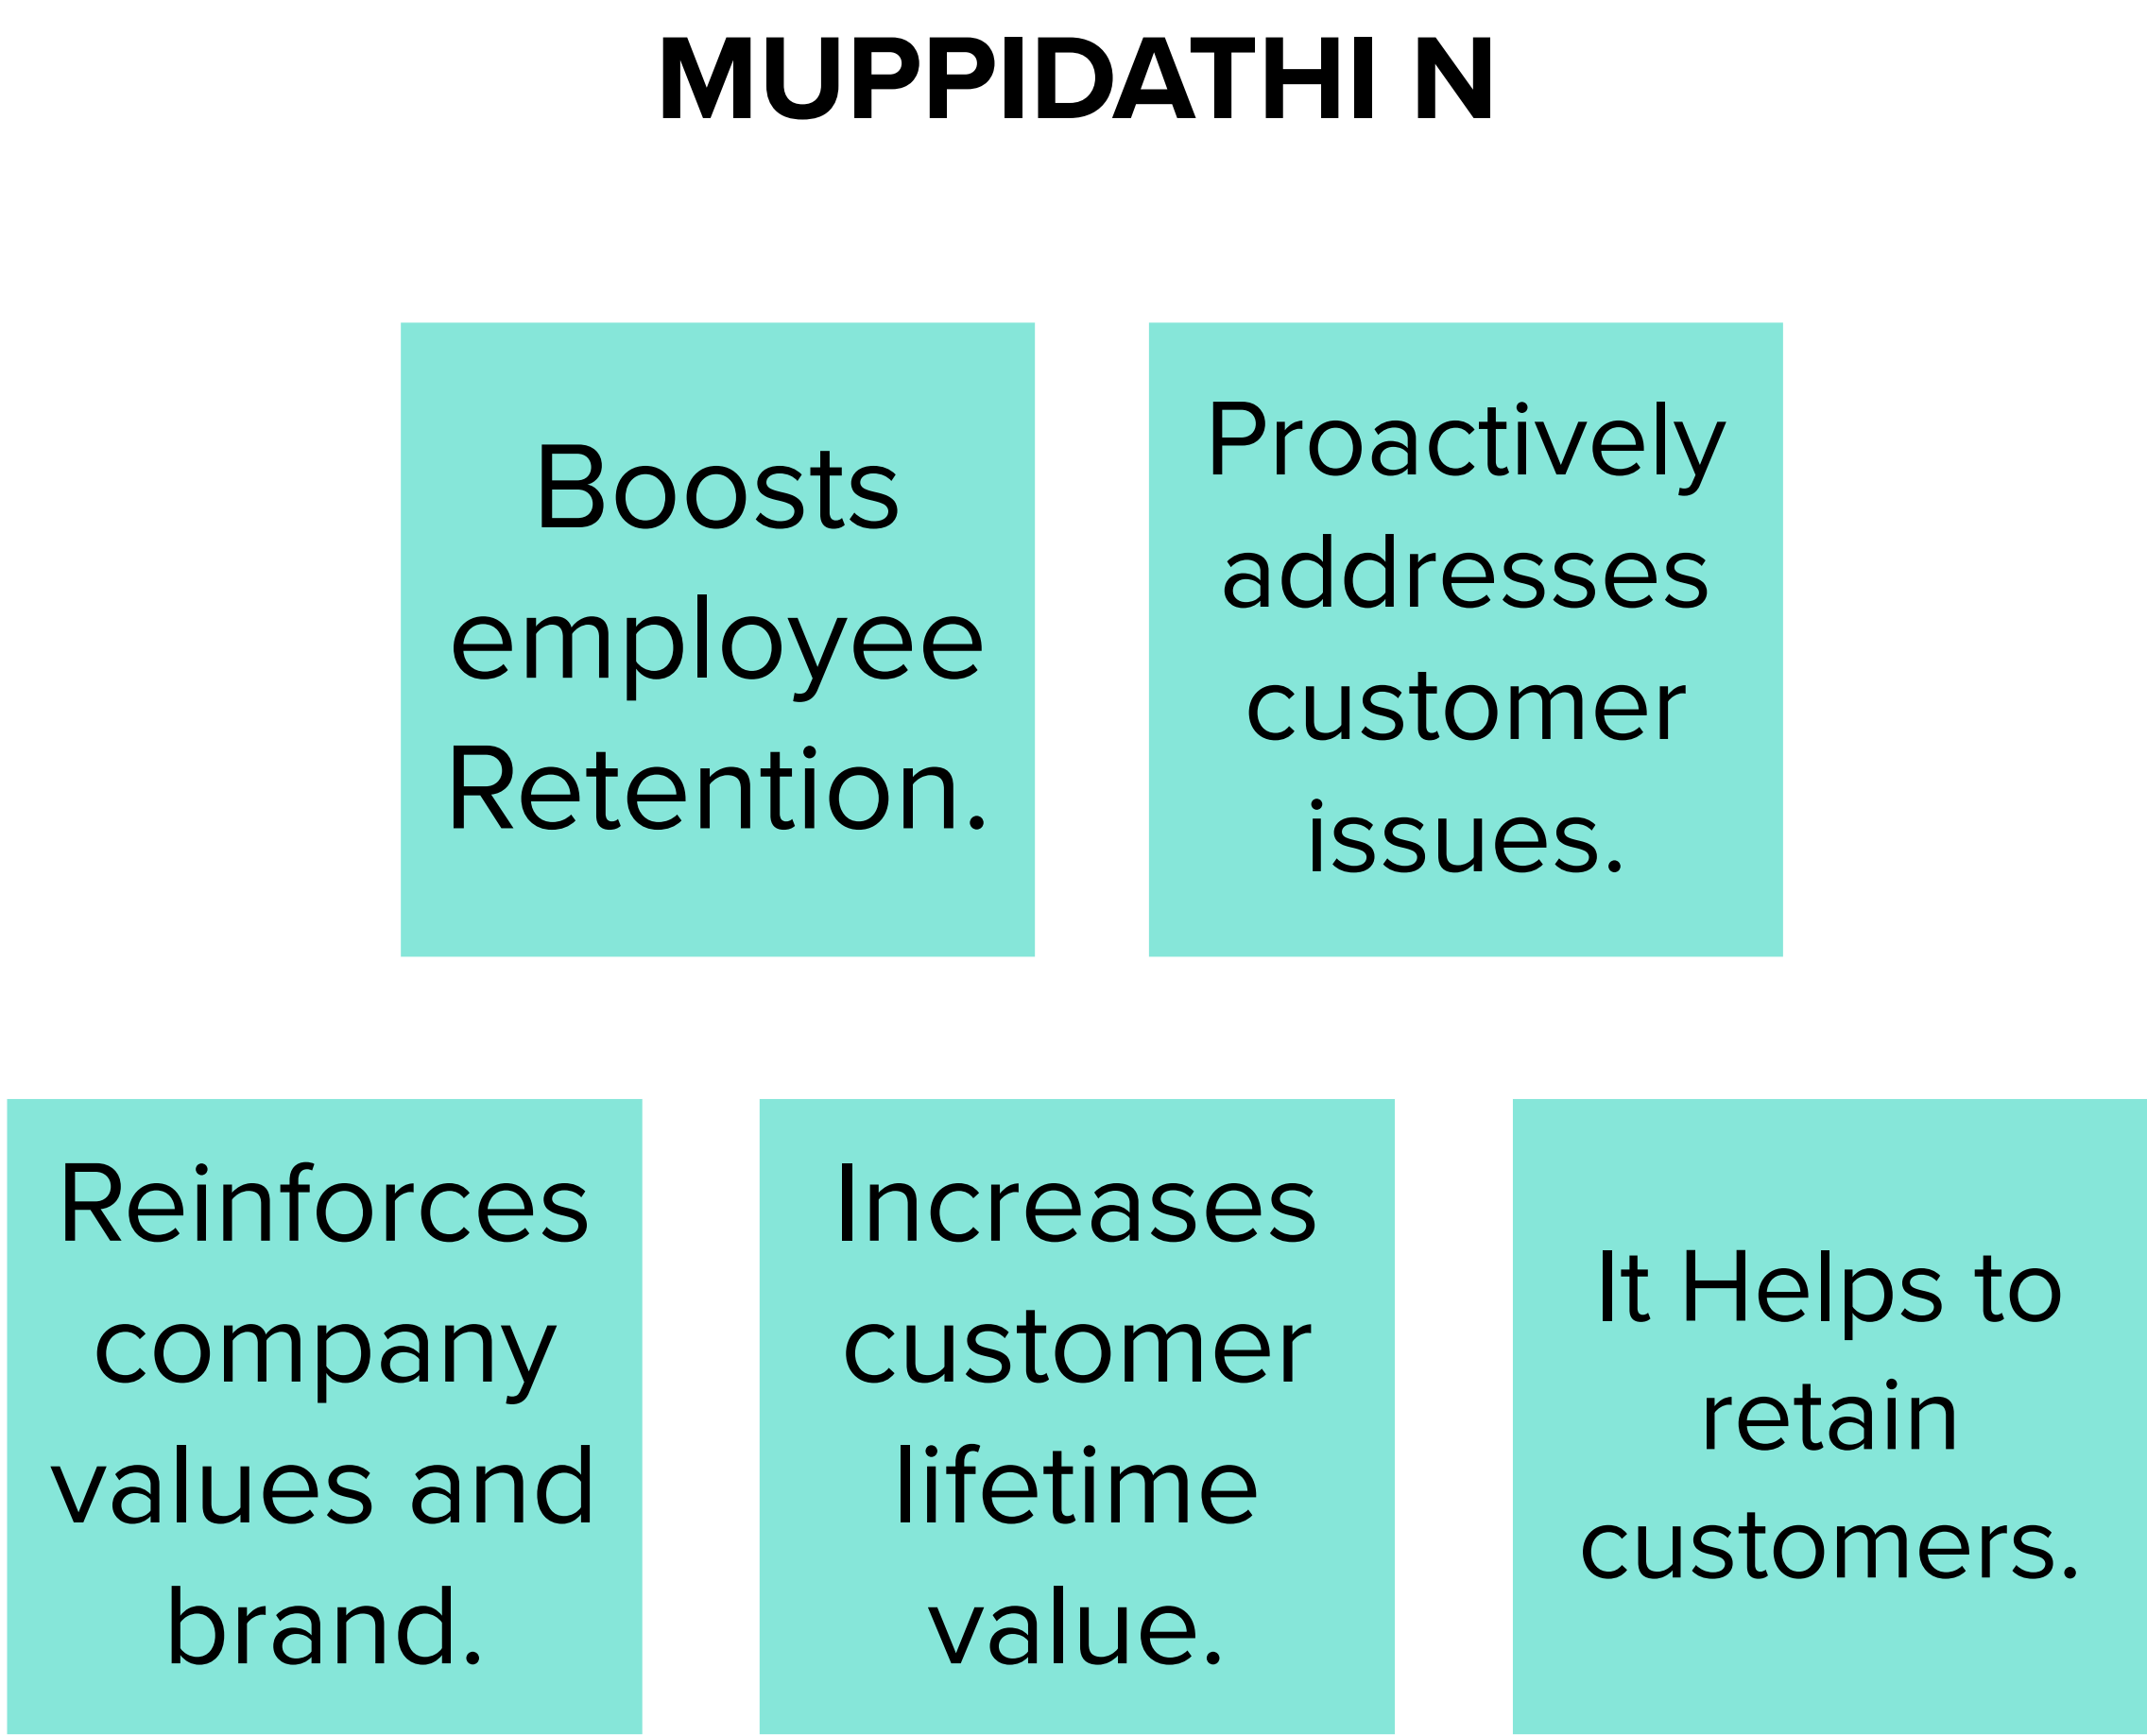 MUPPIDATHI N
Boosts
employee
Retention.
Proactively
addresses
customer
issues.
Reinforces
company
values and
brand.
Increases
customer
lifetime
value.
It Helps to
retain
customers.